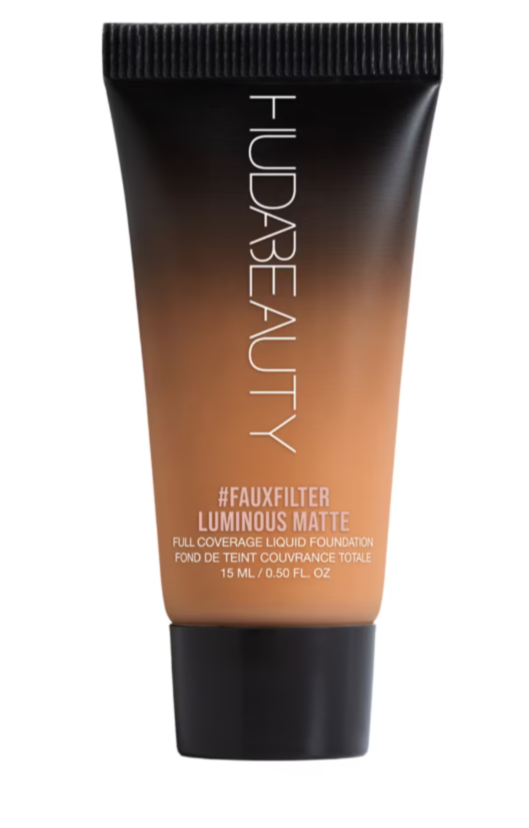 HUDABEAUTY
#FAUXFILTER
LUMINOUS MATTE
FULL COVERAGE LIQUID FOUNDATION
FOND DE TEINT COUVRANCE TOTALE
15 ML / 0.50 FL. OZ